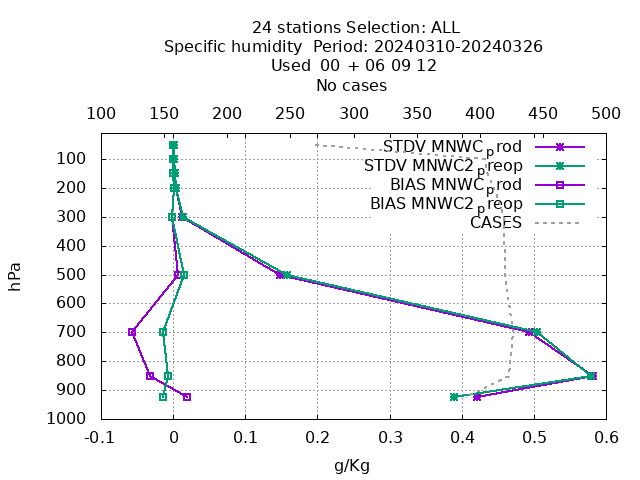 24 stations Selection: ALL
Specific humidity  Period: 20240310-20240326
Used  00 + 06 09 12
No cases
100 150 200 250 300 350 400 450 500
STDV MNWC_prod
STDV MNWC2_preop
BIAS MNWC_prod
BIAS MNWC2_preop
CASES
100
200
300
400
500
600
700
800
900
1000
hPa
-0.1 0 0.1 0.2 0.3 0.4 0.5 0.6
g/Kg